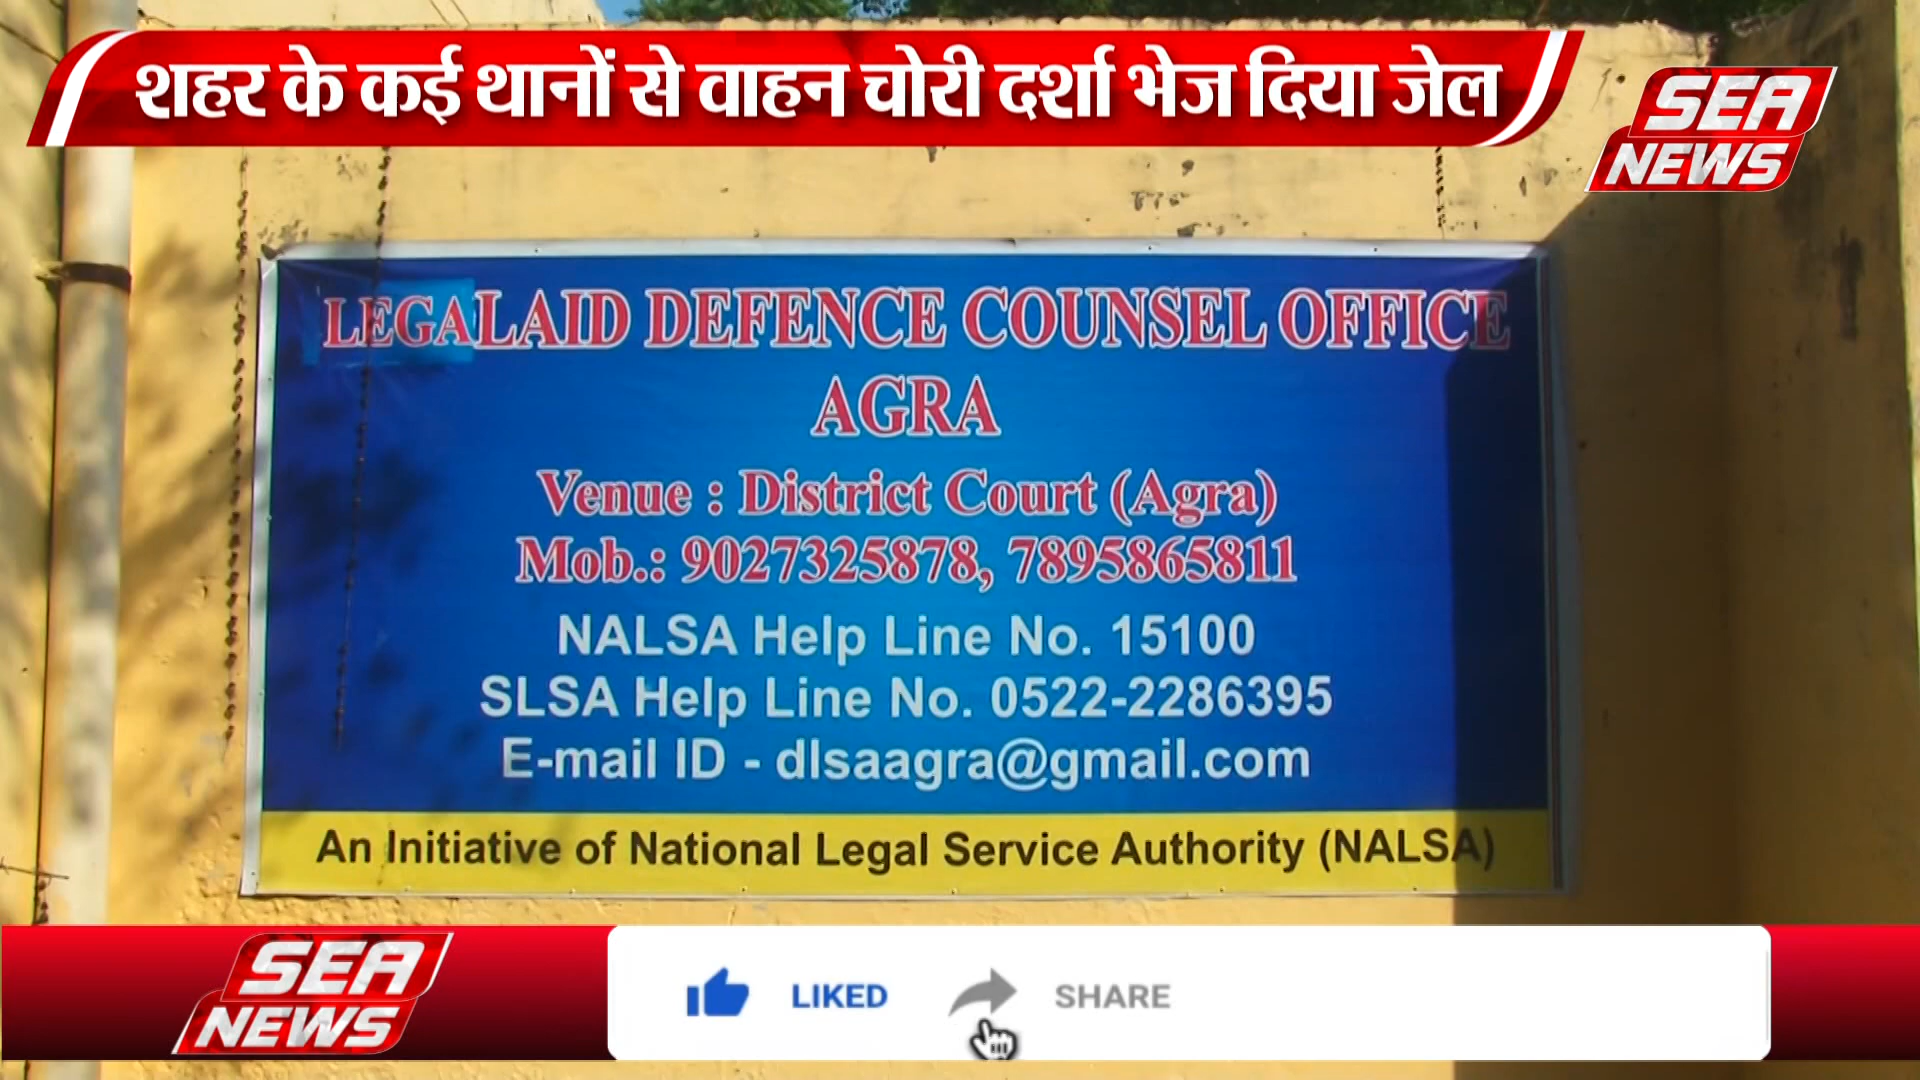 शहर के कई थानों से वाहन चोरी दर्शा भेज दिया जेल
SEA
NEWS
LEGALAID DEFENCE COUNSEL OFFICE
AGRA
Venue : District Court (Agra)
Mob.: 9027325878, 7895865811
NALSA Help Line No. 15100
SLSA Help Line No. 0522-2286395
E-mail ID - dlsaagra@gmail.com
An Initiative of National Legal Service Authority (NALSA)
SEA
NEWS
LIKED
SHARE